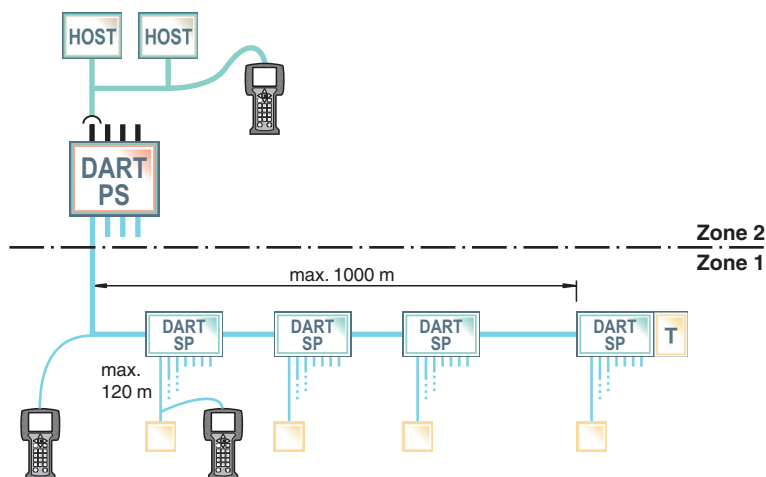 HOST HOST
DART
PS
Zone 2
Zone 1
max. 1000 m
DART
SP
DART
SP
DART
SP
DART
SP
T
max.
120 m